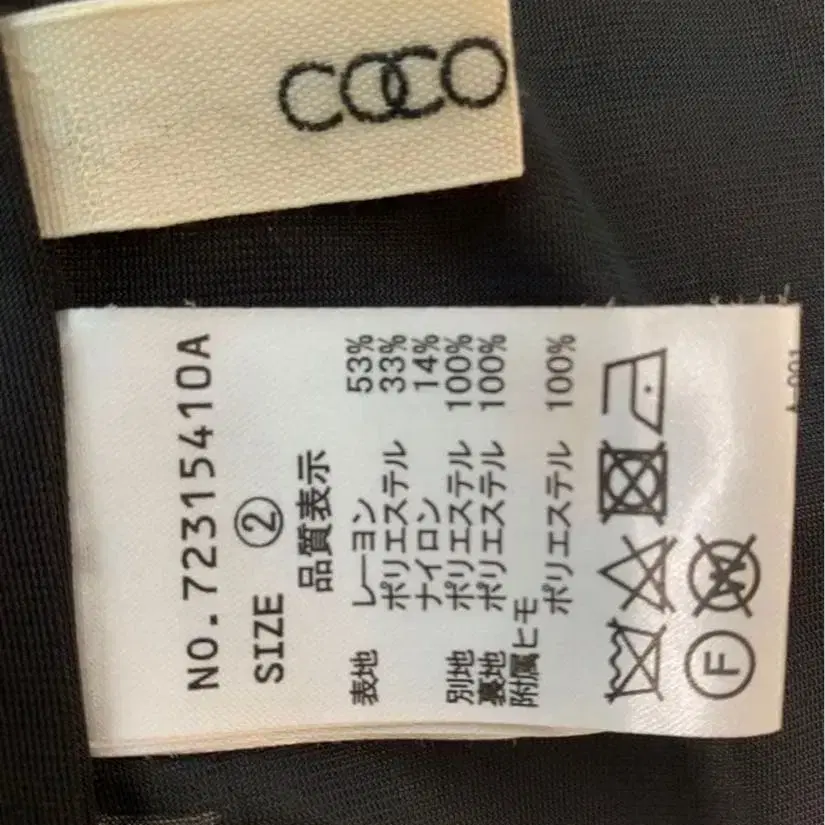 COCO
NO.72315410A
SIZE ②
品質表示
表地 レーヨン 53%
ポリエステル 33%
ナイロン 14%
別地 ポリエステル 100%
裏地 ポリエステル 100%
附属ヒモ
ポリエステル 100%
F W
A-001